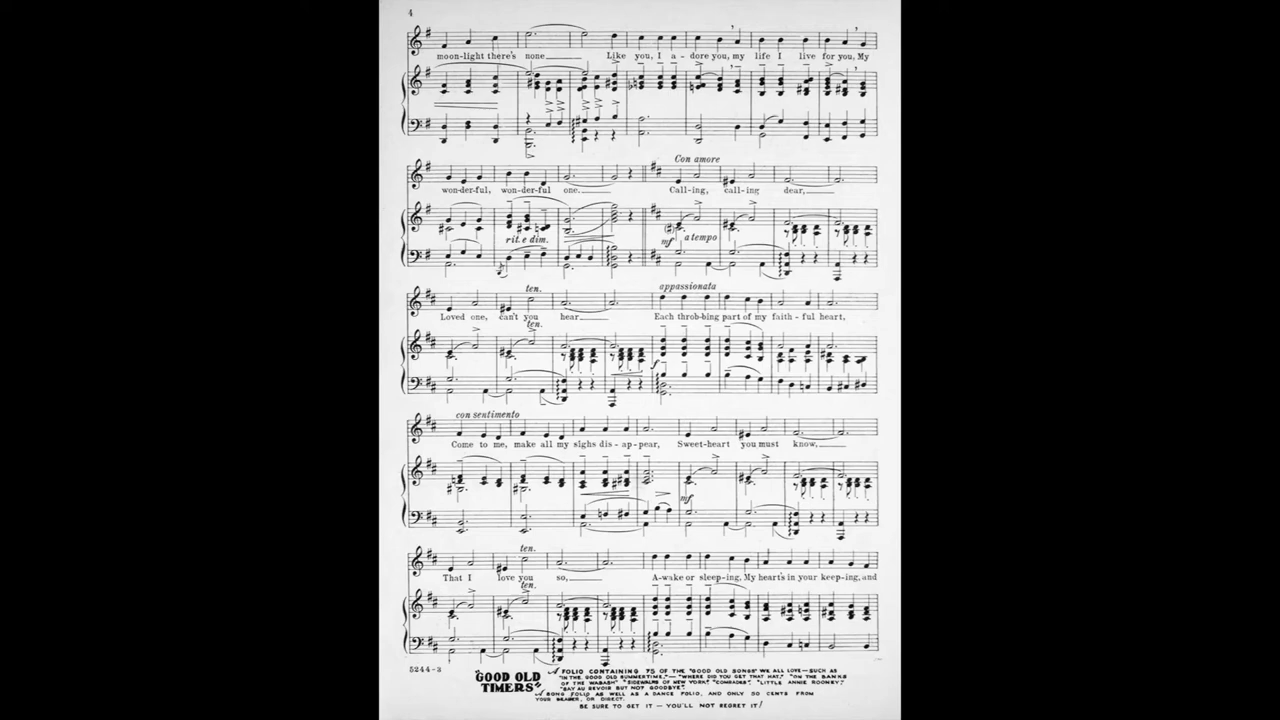 4
moon-light there's none Like you, I a-dore you, my life I live for you, My
won-der-ful, won-der-ful one. Call-ing, call-ing dear,
Con amore
rit. e dim.
mf a tempo
ten.
appassionata
Loved one, can't you hear Each throb-bing part of my faith-ful heart,
ten.
f
con sentimento
Come to me, make all my sighs dis-ap-pear, Sweet-heart you must know,
mf
ten.
That I love you so, A-wake or sleep-ing, My heart's in your keep-ing, and
ten.
5244-3
"GOOD OLD TIMERS"
A FOLIO CONTAINING 75 OF THE "GOOD OLD SONGS" WE ALL LOVE—SUCH AS
"IN THE GOOD OLD SUMMERTIME,"—"WHERE DID YOU GET THAT HAT," "ON THE BANKS
OF THE WABASH" "SIDEWALKS OF NEW YORK," "COMRADES," "LITTLE ANNIE ROONEY,"
"SAY AU REVOIR BUT NOT GOODBYE".
A SONG FOLIO AS WELL AS A DANCE FOLIO, AND ONLY 50 CENTS FROM
YOUR DEALER, OR DIRECT.
BE SURE TO GET IT — YOU'LL NOT REGRET IT!